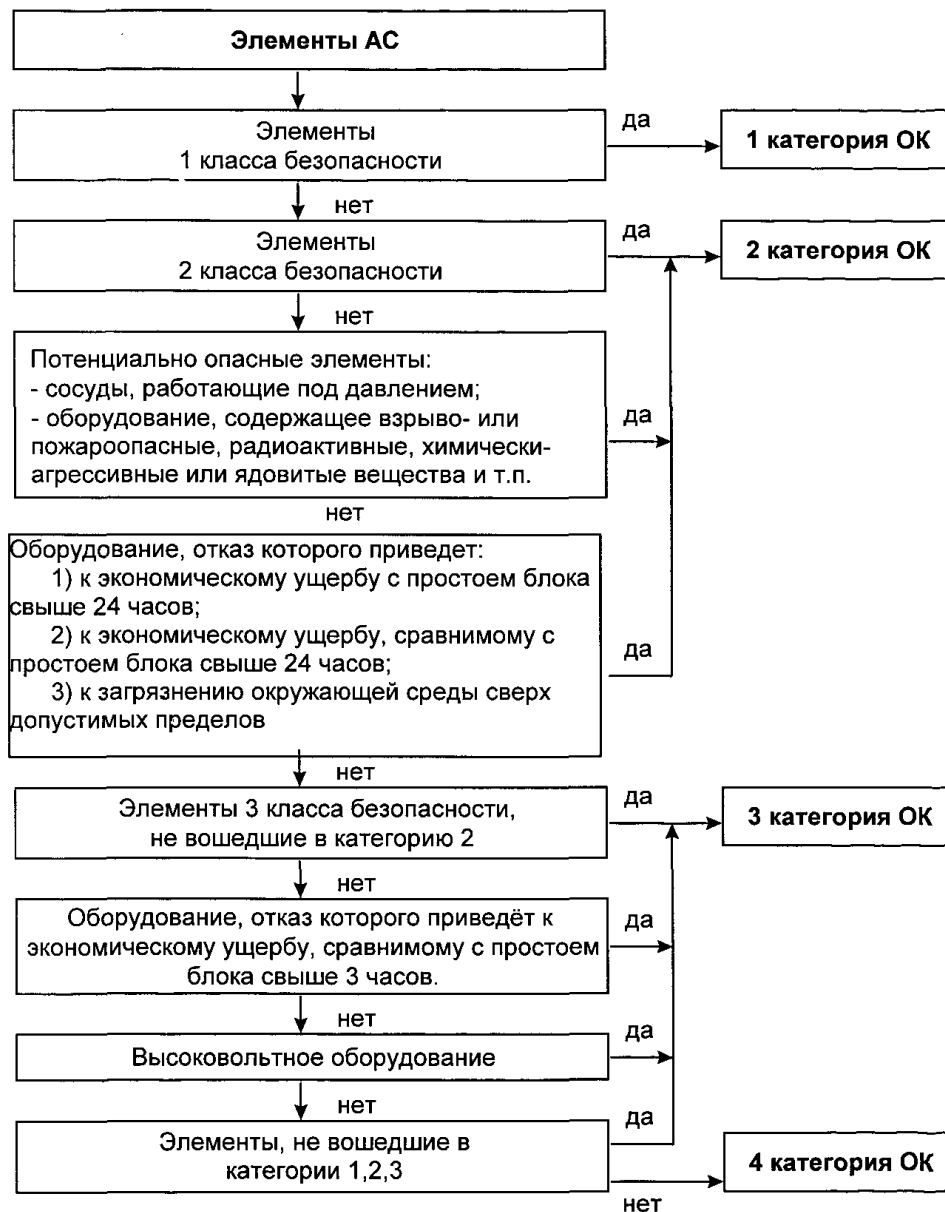 Элементы АС
Элементы
1 класса безопасности
да
1 категория ОК
нет
Элементы
2 класса безопасности
да
2 категория ОК
нет
Потенциально опасные элементы:
- сосуды, работающие под давлением;
- оборудование, содержащее взрыво- или
пожароопасные, радиоактивные, химически-
агрессивные или ядовитые вещества и т.п.
да
нет
Оборудование, отказ которого приведет:
1) к экономическому ущербу с простоем блока
свыше 24 часов;
2) к экономическому ущербу, сравнимому с
простоем блока свыше 24 часов;
3) к загрязнению окружающей среды сверх
допустимых пределов
да
нет
Элементы 3 класса безопасности,
не вошедшие в категорию 2
да
3 категория ОК
нет
Оборудование, отказ которого приведёт к
экономическому ущербу, сравнимому с простоем
блока свыше 3 часов.
да
нет
Высоковольтное оборудование
да
нет
Элементы, не вошедшие в
категории 1,2,3
да
4 категория ОК
нет